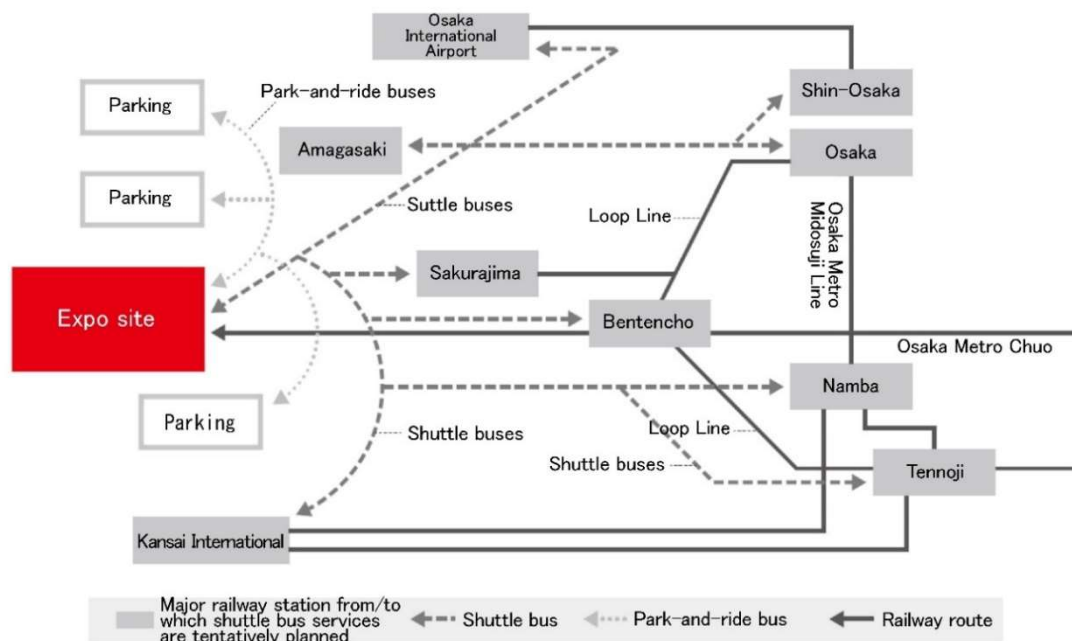 Osaka
International
Airport
Parking
Park-and-ride buses
Shin-Osaka
Amagasaki
Osaka
Parking
Suttle buses
Loop Line
Osaka Metro
Midosuji Line
Sakurajima
Expo site
Bentencho
Osaka Metro Chuo
Namba
Parking
Shuttle buses
Loop Line
Shuttle buses
Tennoji
Kansai International
Major railway station from/to
which shuttle bus services
are tentatively planned
Shuttle bus
Park-and-ride bus
Railway route